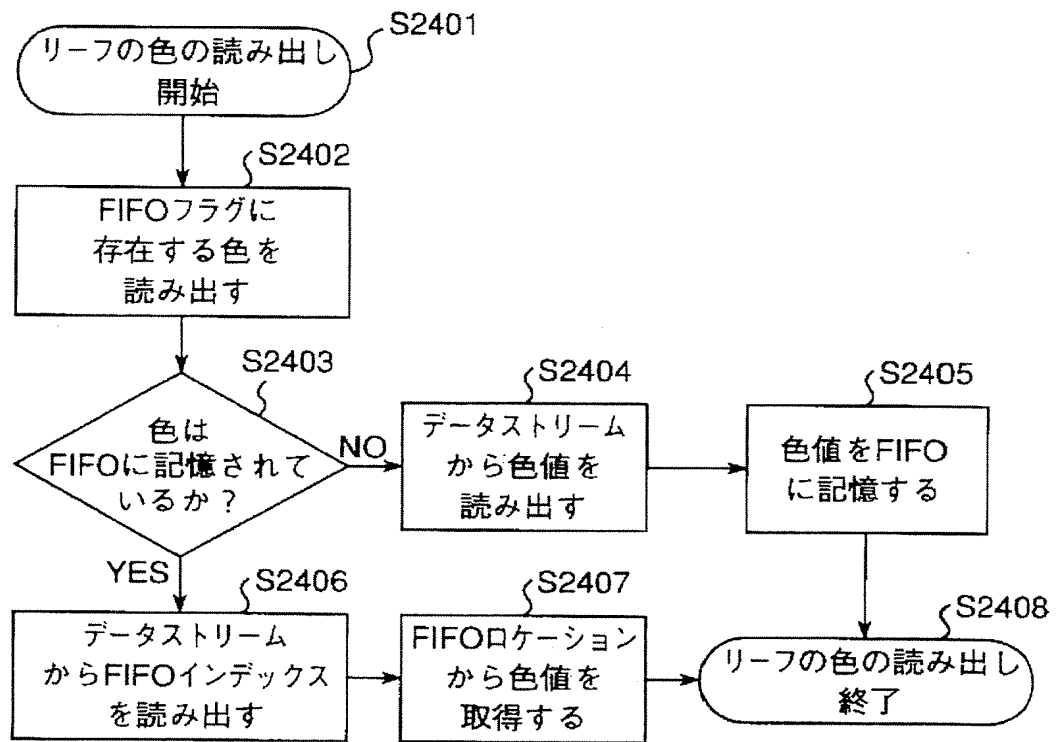 S2401
リーフの色の読み出し
開始
S2402
FIFOフラグに
存在する色を
読み出す
S2403
色は
FIFOに記憶されて
いるか？
NO
S2404
データストリーム
から色値を
読み出す
S2405
色値をFIFO
に記憶する
YES
S2406
データストリーム
からFIFOインデックス
を読み出す
S2407
FIFOロケーション
から色値を
取得する
S2408
リーフの色の読み出し
終了